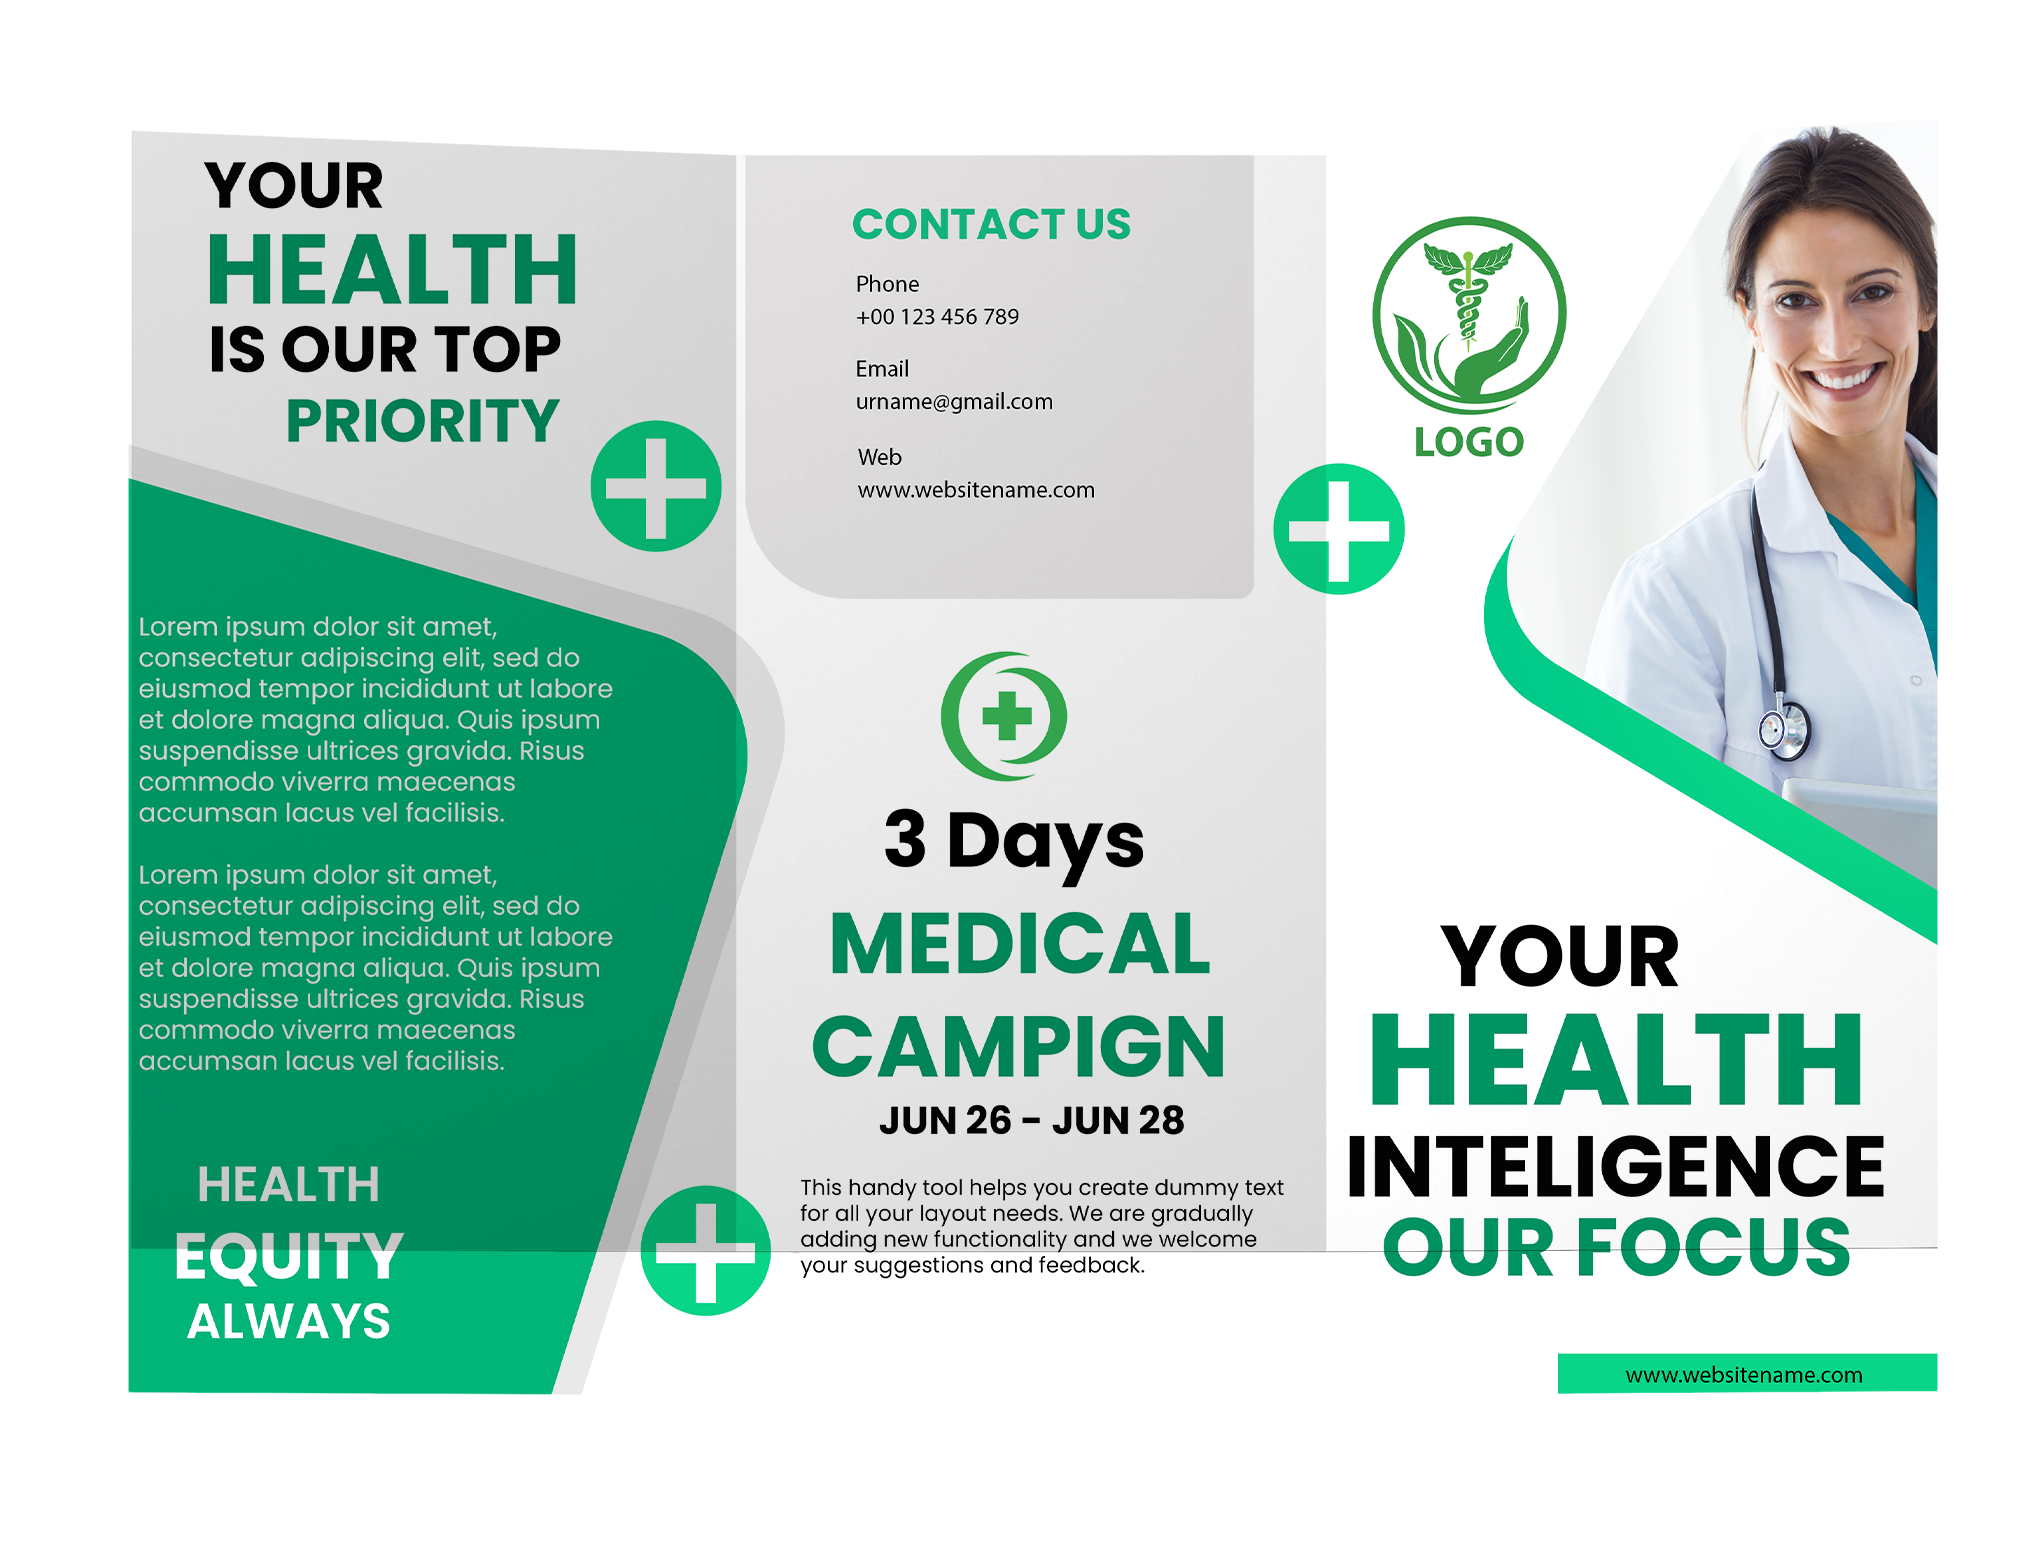 YOUR
HEALTH
IS OUR TOP
PRIORITY
Lorem ipsum dolor sit amet,
consectetur adipiscing elit, sed do
eiusmod tempor incididunt ut labore
et dolore magna aliqua. Quis ipsum
suspendisse ultrices gravida. Risus
commodo viverra maecenas
accumsan lacus vel facilisis.
Lorem ipsum dolor sit amet,
consectetur adipiscing elit, sed do
eiusmod tempor incididunt ut labore
et dolore magna aliqua. Quis ipsum
suspendisse ultrices gravida. Risus
commodo viverra maecenas
accumsan lacus vel facilisis.
HEALTH
EQUITY
ALWAYS
CONTACT US
Phone
+00 123 456 789
Email
urname@gmail.com
Web
www.websitename.com
3 Days
MEDICAL
CAMPIGN
JUN 26 - JUN 28
This handy tool helps you create dummy text
for all your layout needs. We are gradually
adding new functionality and we welcome
your suggestions and feedback.
LOGO
YOUR
HEALTH
INTELIGENCE
OUR FOCUS
www.websitename.com